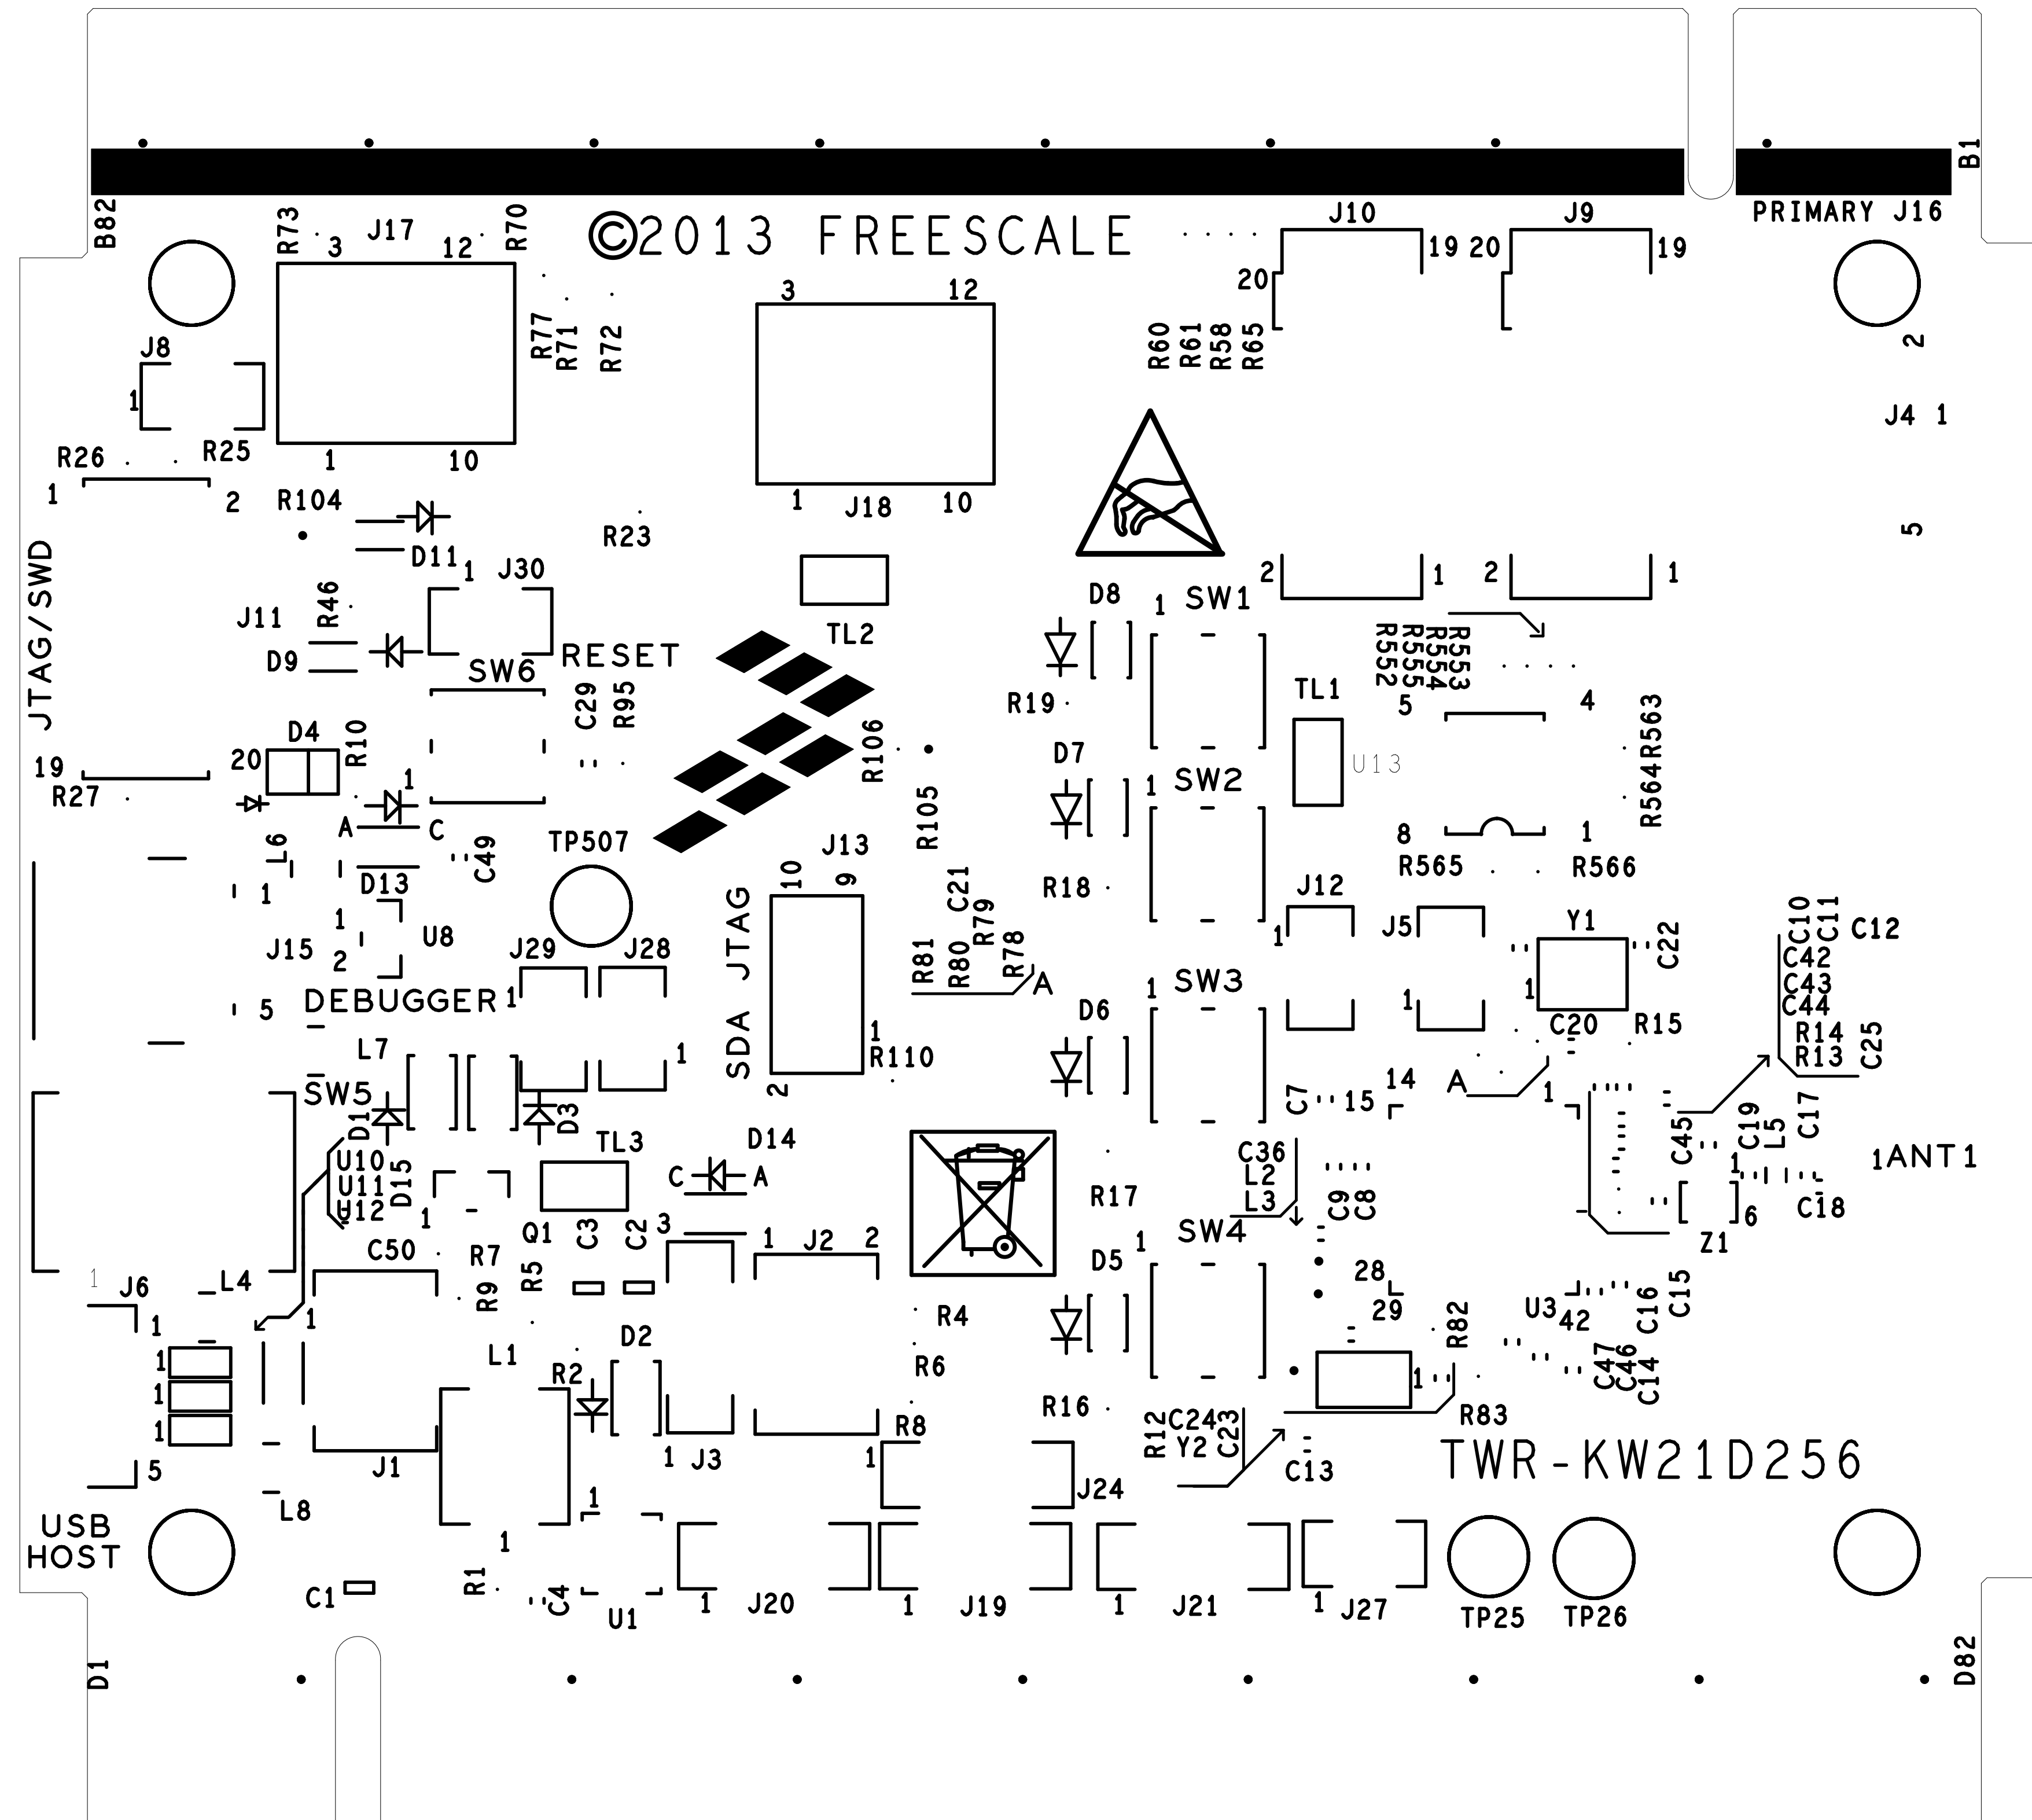 B1
B82
R73
J17
R70
3
12
©2013 FREESCALE
J10
J9
PRIMARY J16
19
20
19
20
3
12
R77
R71
R72
R60
R61
R58
R65
2
J8
1
J4 1
R26
R25
1
10
1
2
R104
1
J18
10
5
R23
D11
JTAG/SWD
1
J30
2
1
2
1
J11
R46
D8
1
SW1
D9
TL2
SW6
RESET
R552
R555
R554
R553
C29
R95
R19
TL1
5
4
D4
R10
R106
D7
R563
19
20
1
U13
1
SW2
R27
R564
A
C
R105
TP507
8
1
L6
C49
J13
R565
R566
D13
10
9
C21
R18
J12
1
1
U8
R79
J5
Y1
C10
C11
C12
J15
2
J29
J28
R81
R80
R78
1
C22
C42
SDA JTAG
A
SW3
C43
5
DEBUGGER
1
1
1
1
C44
D6
C20
R15
R14
L7
1
R110
R13
C25
SW5
1
2
14
A
1
C7
15
D1
D3
C19
L5
C17
TL3
D14
C36
C45
U10
C
A
L2
1
1ANT1
U11
D15
R17
L3
C9
C8
U12
1
6
C18
Q1
C3
C2
3
1
J2
2
1
SW4
Z1
C50
R7
D5
1
J6
L4
R9
R5
28
C15
1
1
R4
29
R82
U3
42
C16
D2
1
L1
R2
R6
1
C47
C46
C14
1
R16
R83
1
R8
R12
C24
C23
Y2
5
J1
1
J3
1
C13
TWR-KW21D256
L8
1
J24
USB
HOST
1
C1
R1
C4
U1
1
J20
1
J19
1
J21
1
J27
TP25
TP26
D1
D82